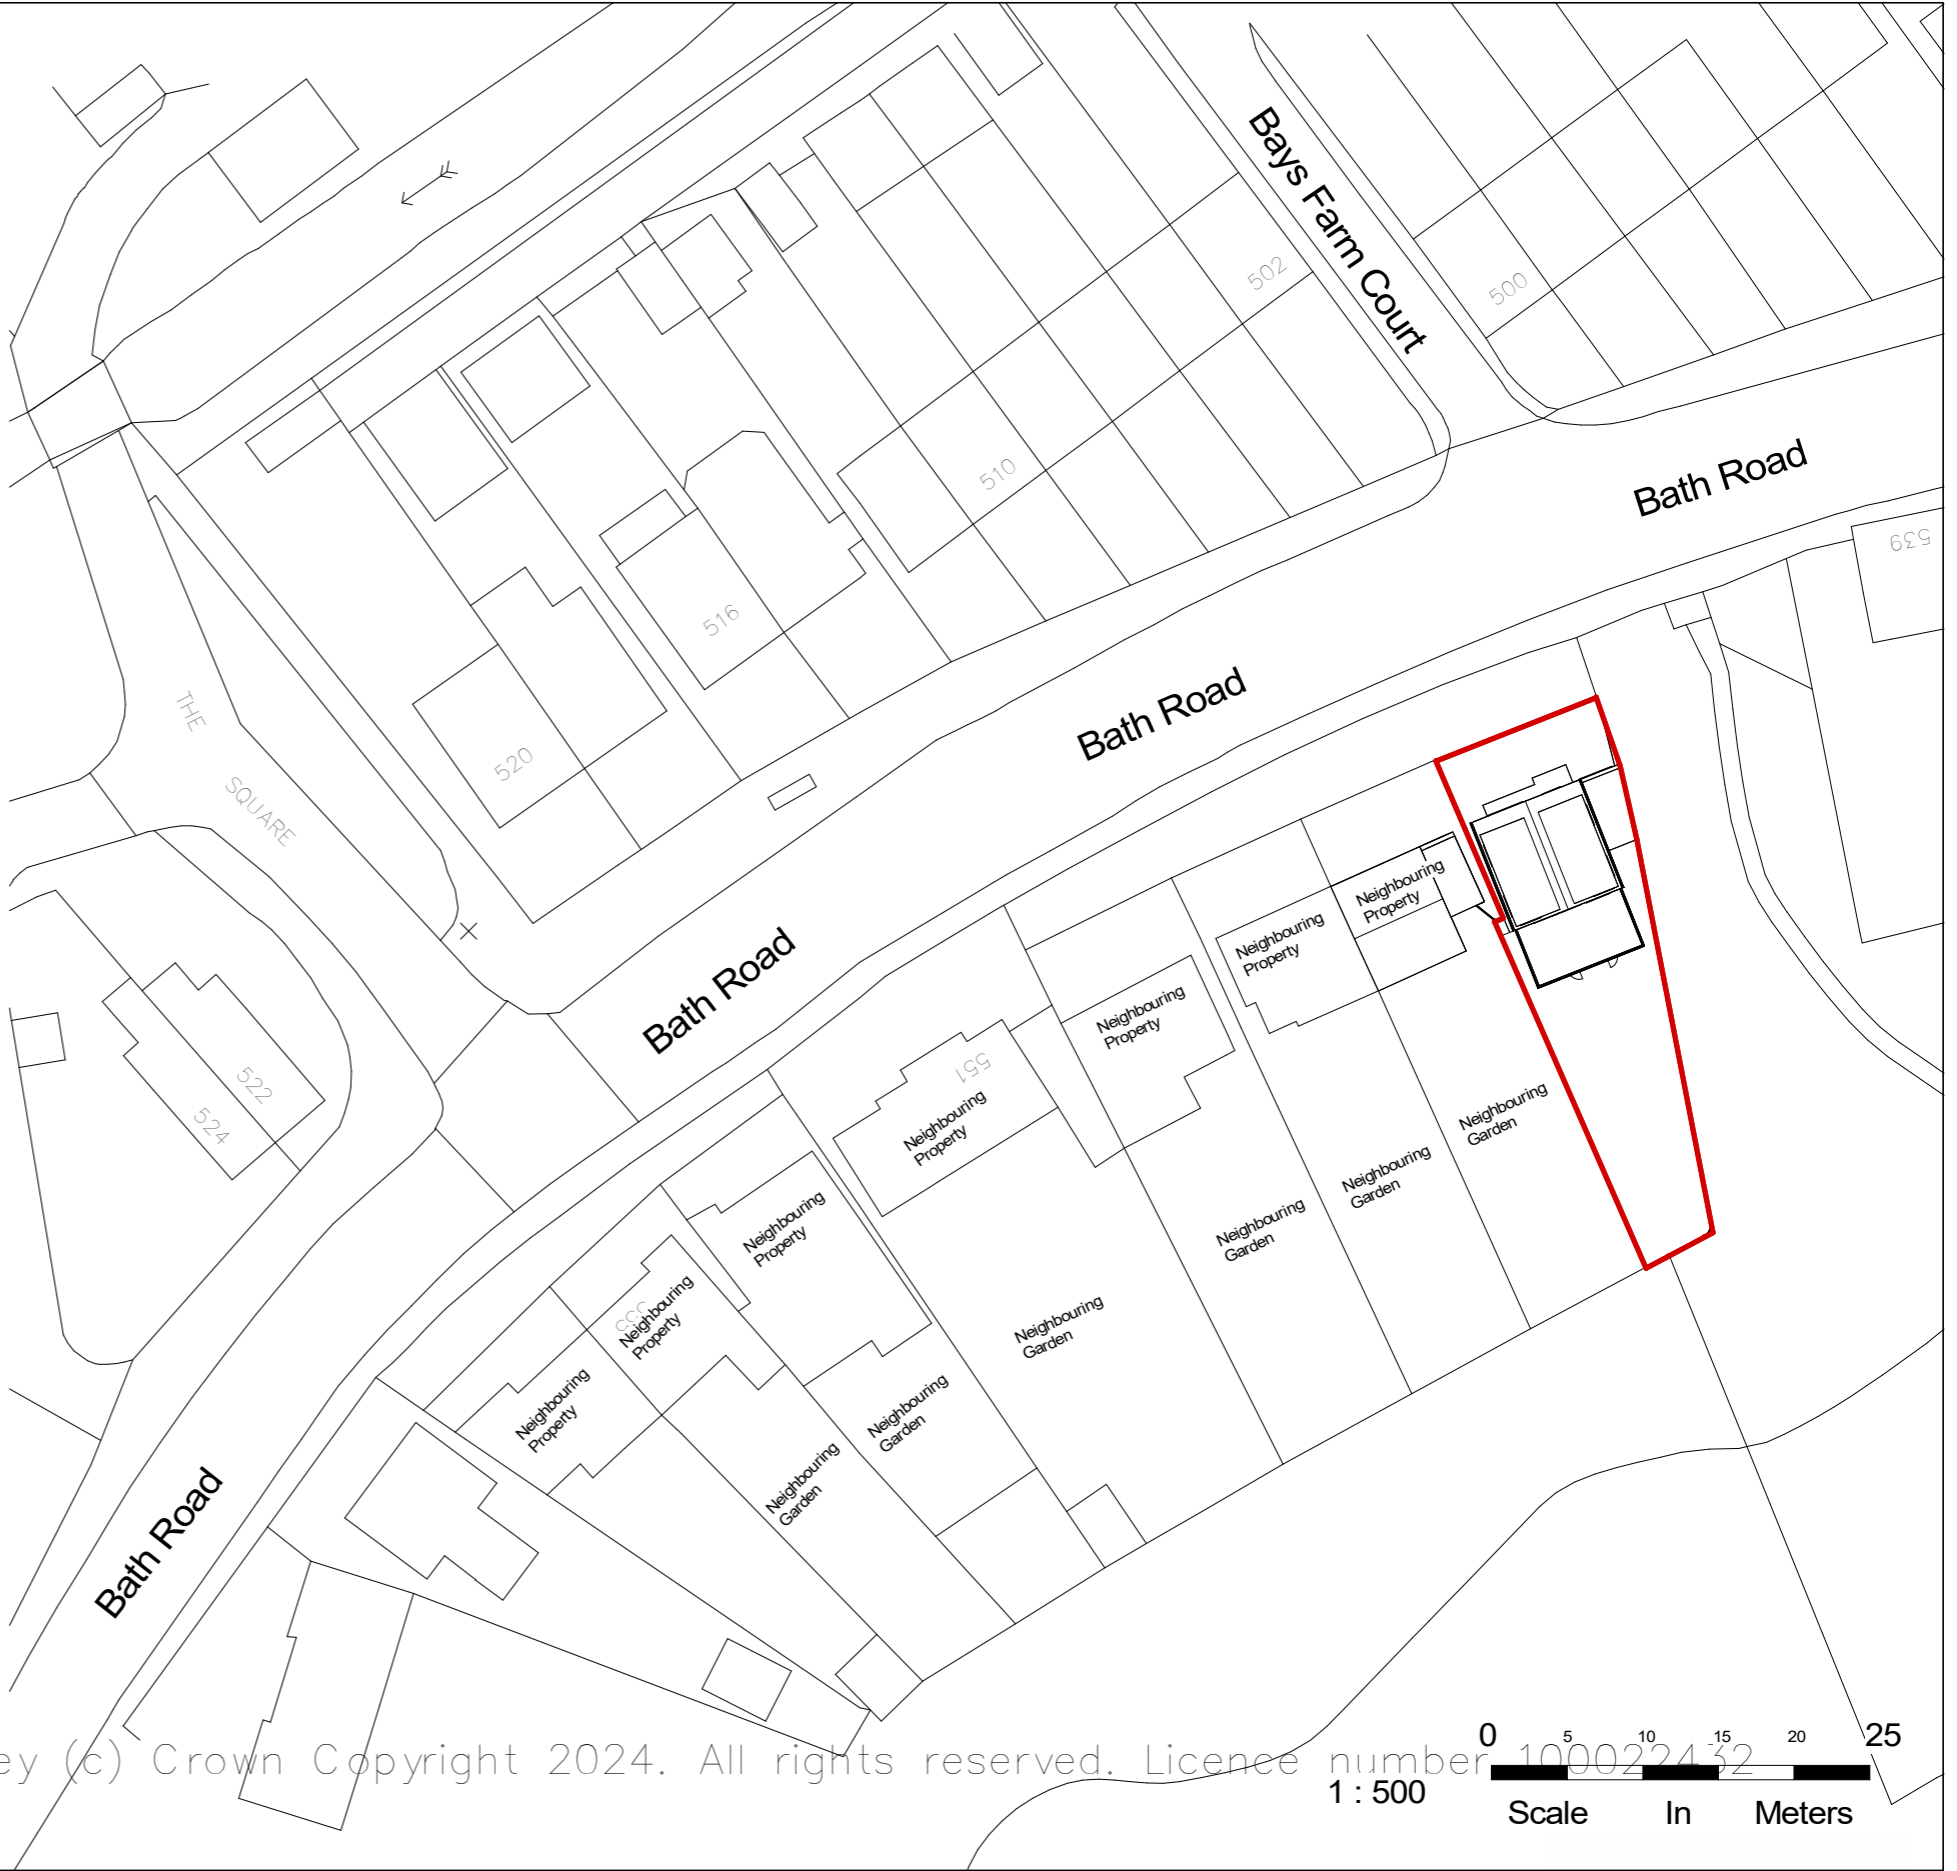 Bays Farm Court
502
500
510
Bath Road
539
516
THE
SQUARE
520
Bath Road
Neighbouring
Property
Neighbouring
Property
Bath Road
Neighbouring
Property
551
Neighbouring
Property
522
524
Neighbouring
Garden
Neighbouring
Garden
Neighbouring
Garden
Neighbouring
Property
Neighbouring
Property
Neighbouring
Garden
Neighbouring
Property
Neighbouring
Garden
Neighbouring
Garden
Bath Road
ey (c) Crown Copyright 2024. All rights reserved. Licence number 100022432
0 5 10 15 20 25
1 : 500
Scale In Meters